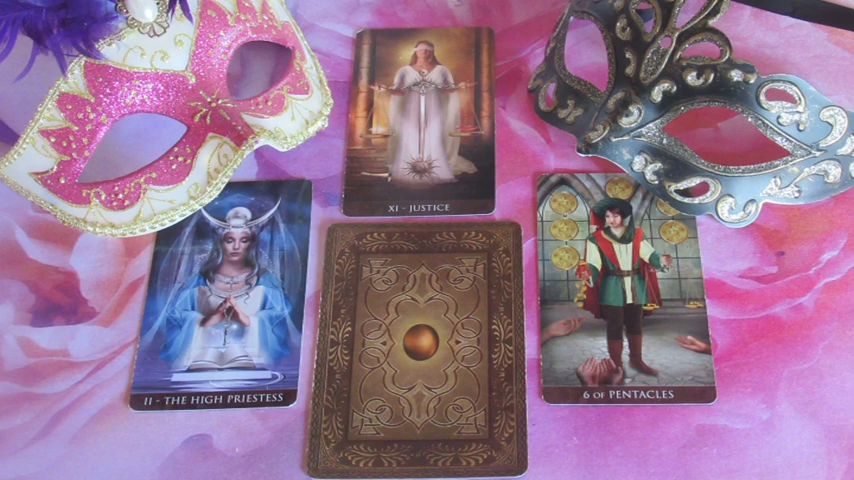 XI - JUSTICE
II - THE HIGH PRIESTESS
6 OF PENTACLES